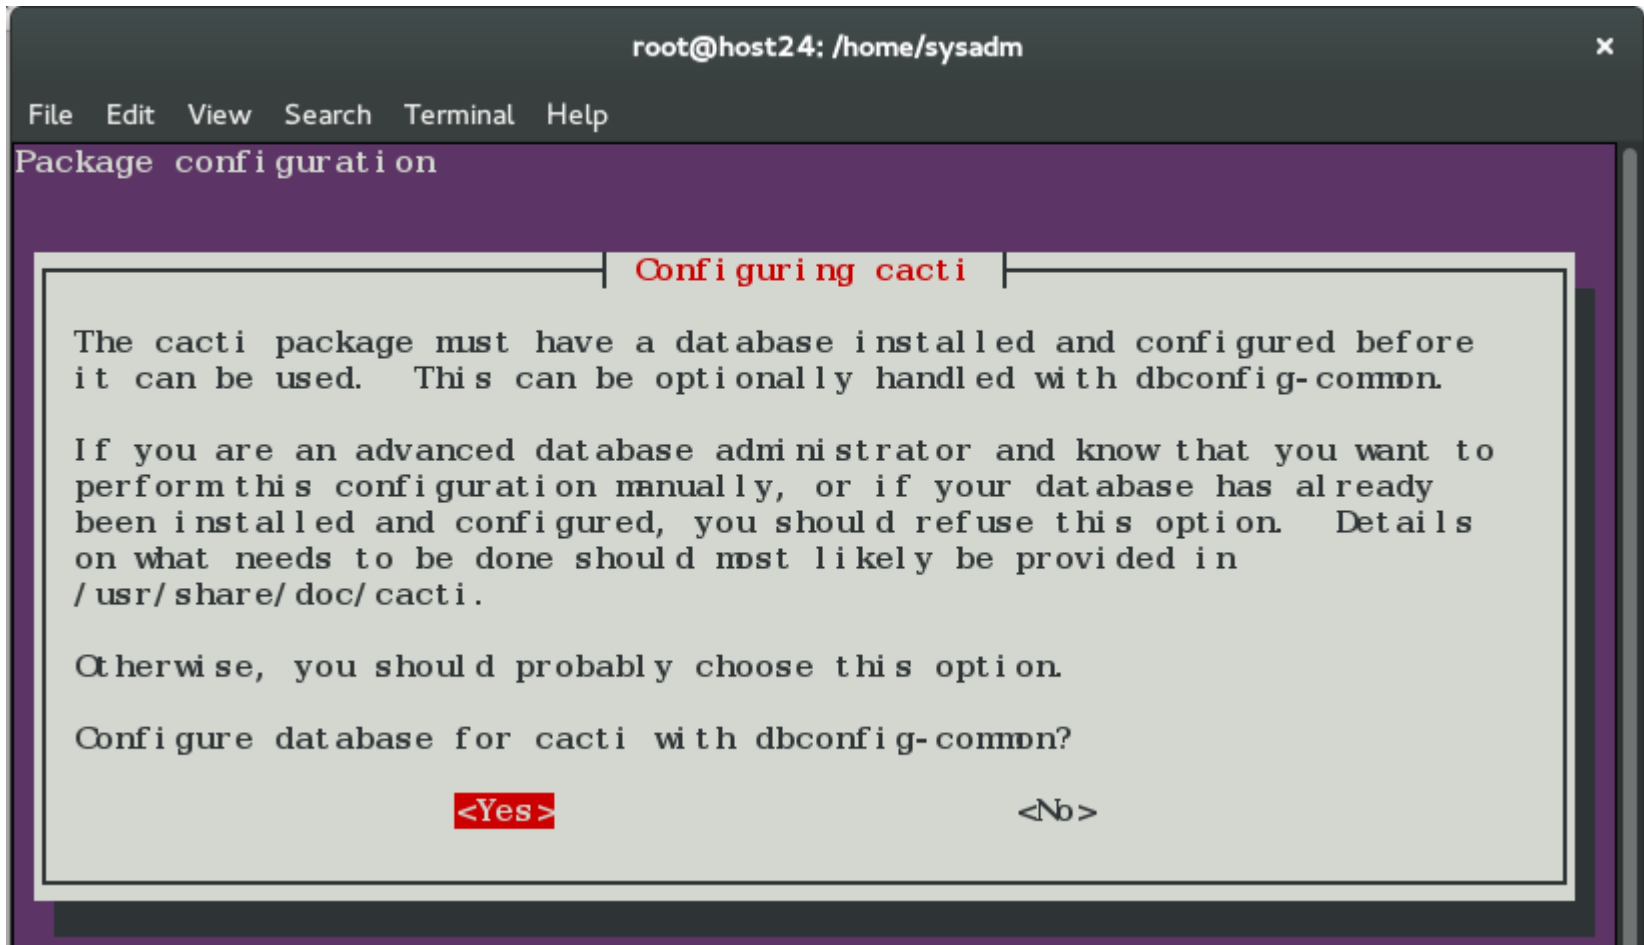 root@host24: /home/sysadm
×
File Edit View Search Terminal Help
Package configuration
Configuring cacti
The cacti package must have a database installed and configured before
it can be used.  This can be optionally handled with dbconfig-common.
If you are an advanced database administrator and know that you want to
perform this configuration manually, or if your database has already
been installed and configured, you should refuse this option.  Details
on what needs to be done should most likely be provided in
/usr/share/doc/cacti.
Otherwise, you should probably choose this option.
Configure database for cacti with dbconfig-common?
<Yes> <No>